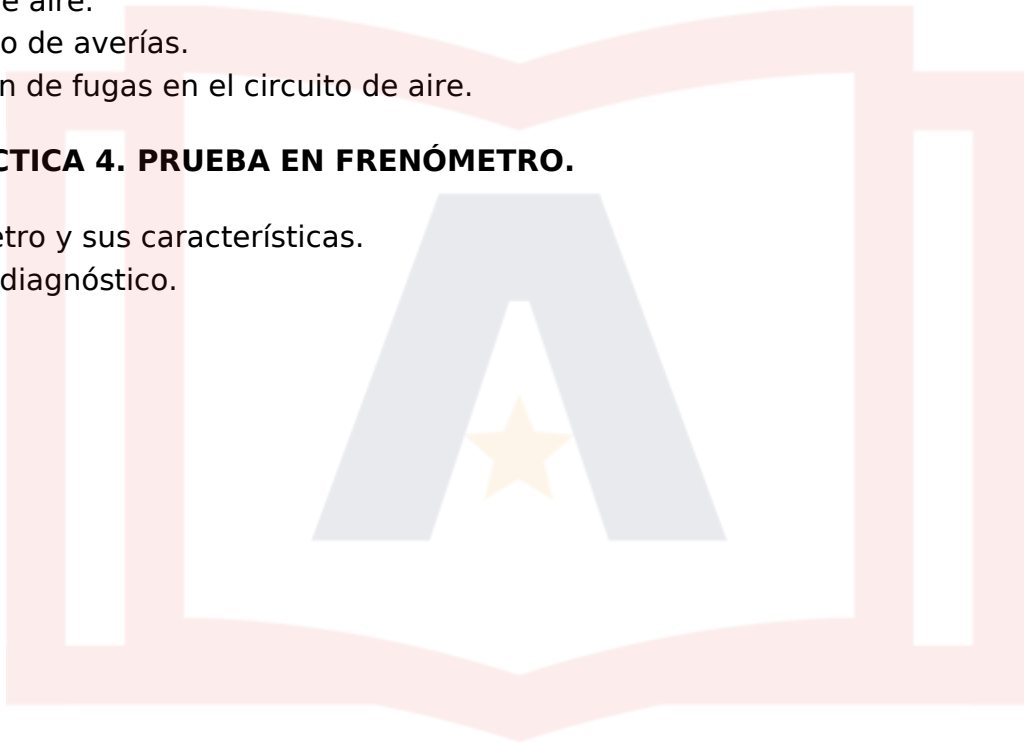 e aire.
o de averías.
n de fugas en el circuito de aire.
CTICA 4. PRUEBA EN FRENÓMETRO.
etro y sus características.
diagnóstico.